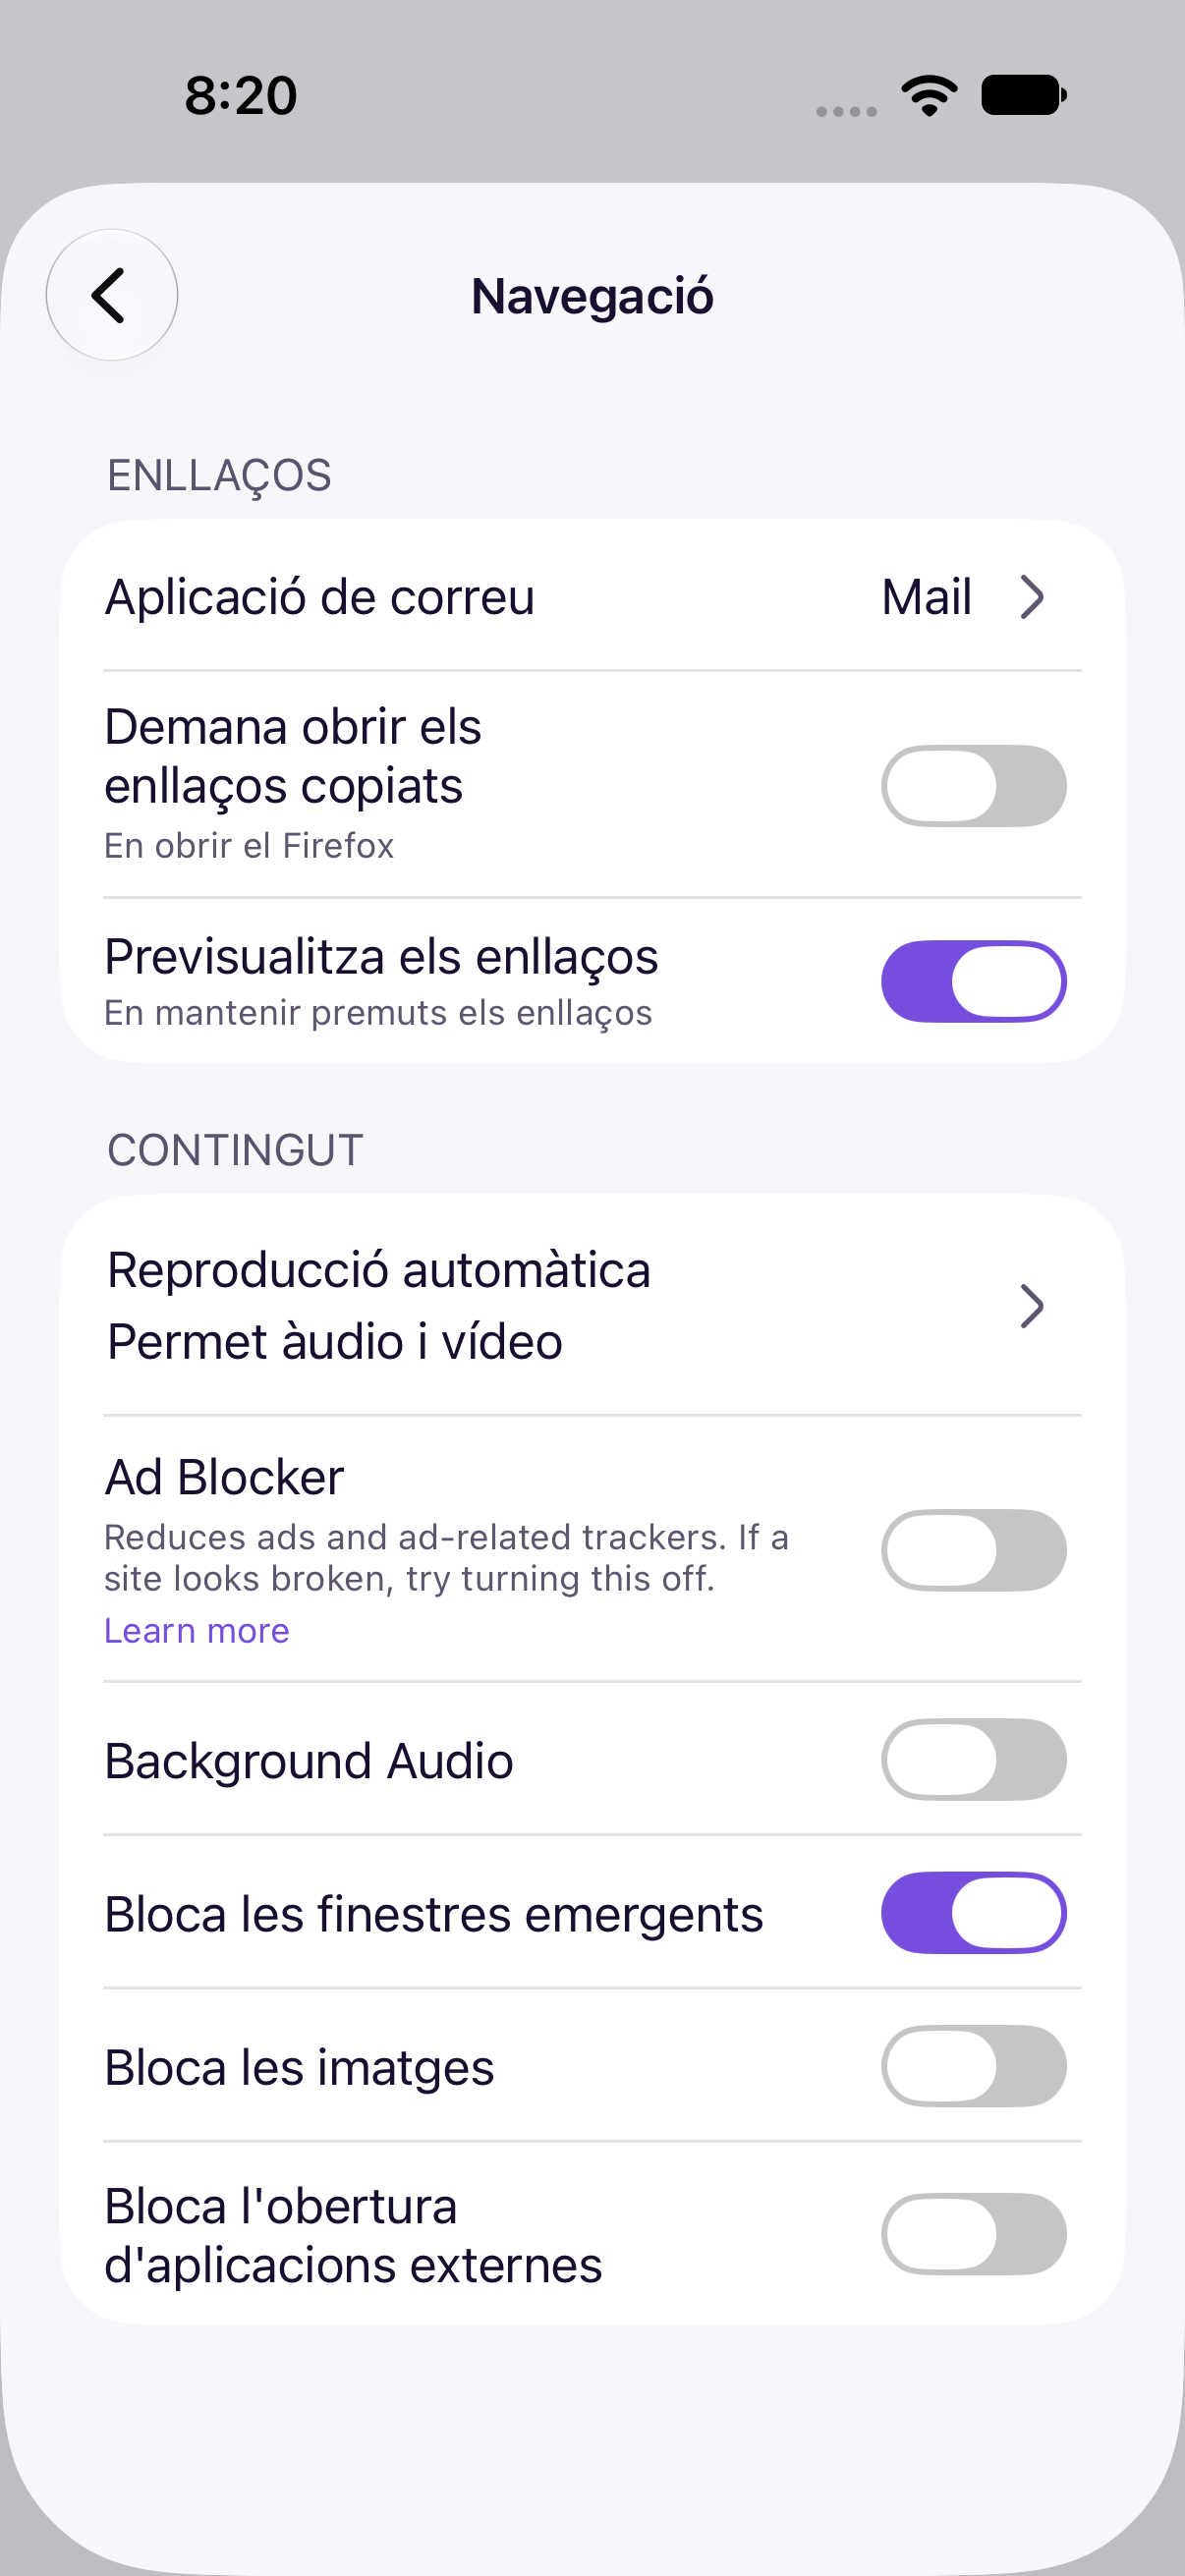 8:20
Navegació
ENLLAÇOS
Aplicació de correu
Mail
Demana obrir els
enllaços copiats
En obrir el Firefox
Previsualitza els enllaços
En mantenir premuts els enllaços
CONTINGUT
Reproducció automàtica
Permet àudio i vídeo
Ad Blocker
Reduces ads and ad-related trackers. If a
site looks broken, try turning this off.
Learn more
Background Audio
Bloca les finestres emergents
Bloca les imatges
Bloca l'obertura
d'aplicacions externes